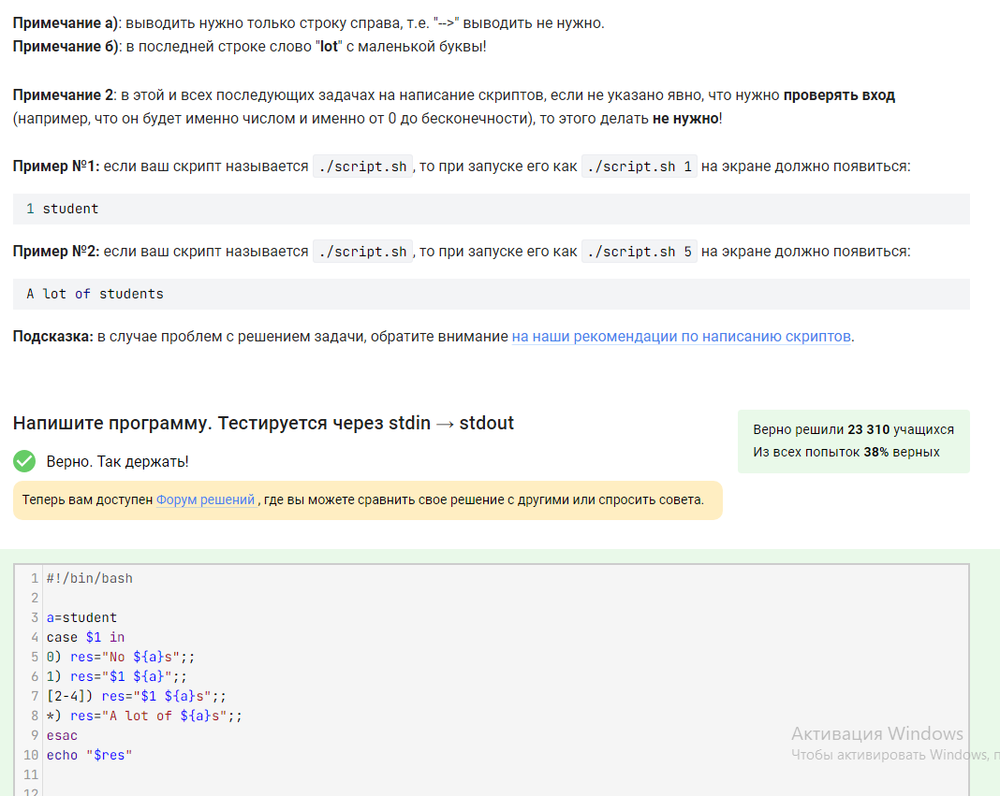 Примечание а): выводить нужно только строку справа, т.е. "-->" выводить не нужно.
Примечание б): в последней строке слово "lot" с маленькой буквы!
Примечание 2: в этой и всех последующих задачах на написание скриптов, если не указано явно, что нужно проверять вход
(например, что он будет именно числом и именно от 0 до бесконечности), то этого делать не нужно!
Пример №1: если ваш скрипт называется ./script.sh, то при запуске его как ./script.sh 1 на экране должно появиться:
1 student
Пример №2: если ваш скрипт называется ./script.sh, то при запуске его как ./script.sh 5 на экране должно появиться:
A lot of students
Подсказка: в случае проблем с решением задачи, обратите внимание на наши рекомендации по написанию скриптов.
Напишите программу. Тестируется через stdin → stdout
Верно решили 23 310 учащихся
Из всех попыток 38% верных
Верно. Так держать!
Теперь вам доступен Форум решений, где вы можете сравнить свое решение с другими или спросить совета.
1 #!/bin/bash
2
3 a=student
4 case $1 in
5 0) res="No ${a}s";;
6 1) res="$1 ${a}";;
7 [2-4]) res="$1 ${a}s";;
8 *) res="A lot of ${a}s";;
9 esac
10 echo "$res"
11
12
Активация Windows
Чтобы активировать Windows, п